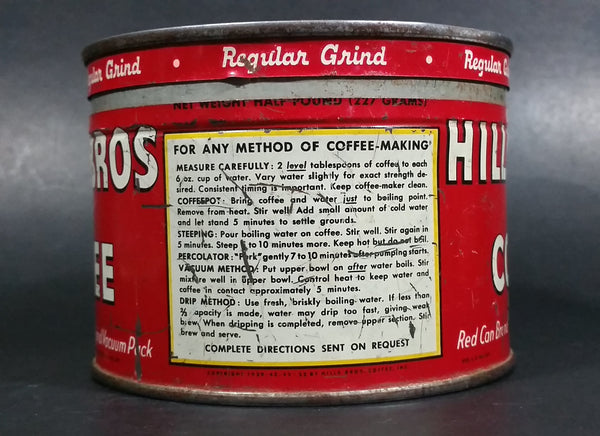 Regular Grind • Regular Grind • Regular Grind
NET WEIGHT HALF POUND (227 GRAMS)
BROS
HILL
FOR ANY METHOD OF COFFEE-MAKING
MEASURE CAREFULLY: 2 level tablespoons of coffee to each
6 oz. cup of water. Vary water slightly for exact strength de-
sired. Consistent timing is important. Keep coffee-maker clean.
COFFEEPOT: Bring coffee and water just to boiling point.
Remove from heat. Stir well. Add small amount of cold water
and let stand 5 minutes to settle grounds.
STEEPING: Pour boiling water on coffee. Stir well. Stir again in
5 minutes. Steep 5 to 10 minutes more. Keep hot but do not boil.
PERCOLATOR: "Perk" gently 7 to 10 minutes after pumping starts.
VACUUM METHOD: Put upper bowl on after water boils. Stir
mixture well in upper bowl. Control heat to keep water and
coffee in contact approximately 5 minutes.
DRIP METHOD: Use fresh, briskly boiling water. If less than
capacity is made, water may drip too fast, giving weak
brew. When dripping is completed, remove upper section. Stir
brew and serve.
COMPLETE DIRECTIONS SENT ON REQUEST
EE
CO
Vacuum Pack
Red Can Brand
COPYRIGHT BY HILLS BROS. COFFEE, INC.